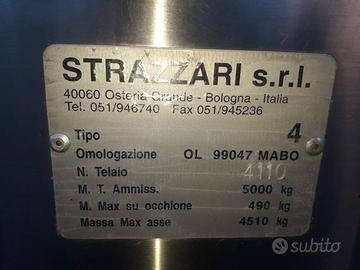 STRAZZARI s.r.l.
40060 Osteria Grande - Bologna - Italia
Tel. 051/946740 Fax 051/945236
Tipo 4
Omologazione OL 99047 MABO
N. Telaio 4110
M. T. Ammiss. 5000 kg
M. Max su occhione 490 kg
Massa Max asse 4510 kg
subito